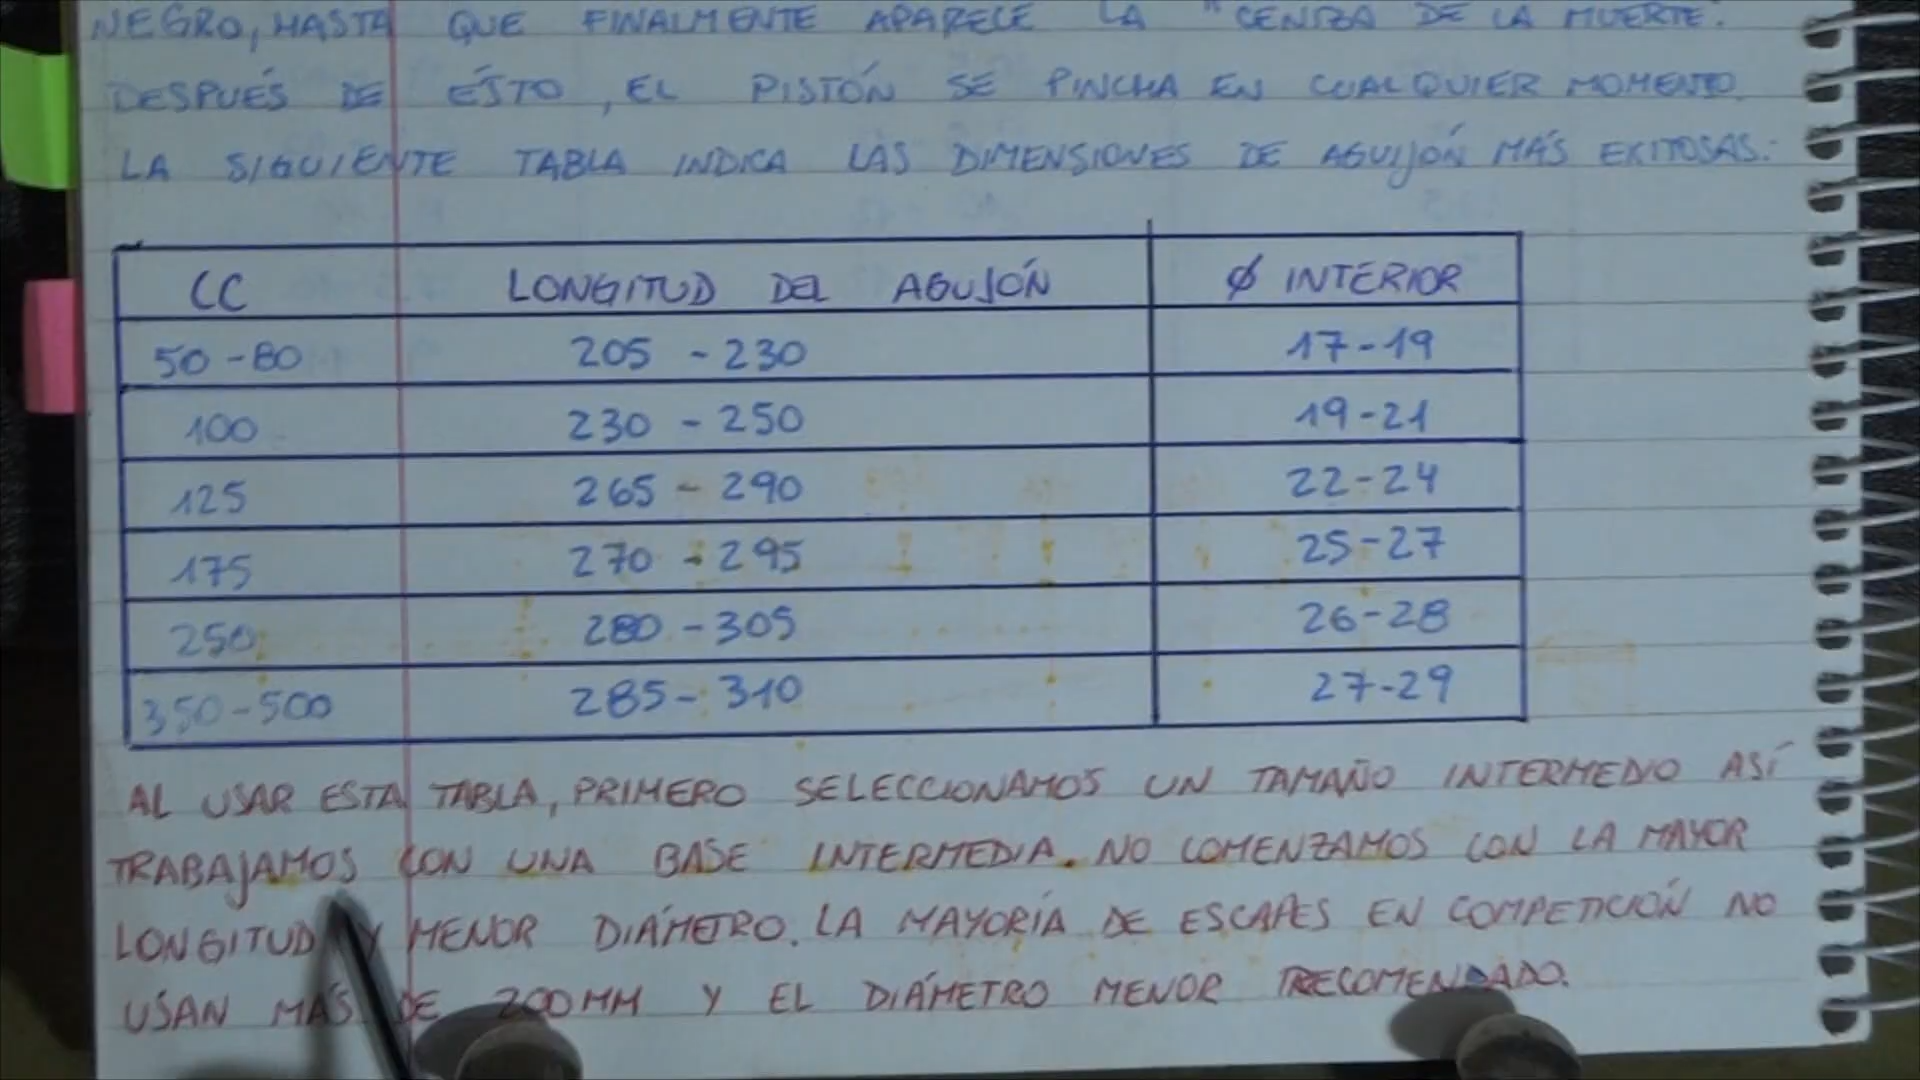 NEGRO, HASTA QUE FINALMENTE APARECE LA "CENIZA DE LA MUERTE".
DESPUÉS DE ÉSTO, EL PISTÓN SE PINCHA EN CUALQUIER MOMENTO.
LA SIGUIENTE TABLA INDICA LAS DIMENSIONES DE AGUIJÓN MÁS EXITOSAS:
CC LONGITUD DEL AGUIJÓN Ø INTERIOR
50-80 205 - 230 17-19
100 230 - 250 19-21
125 265 - 290 22-24
175 270 - 295 25-27
250 280 - 305 26-28
350-500 285 - 310 27-29
AL USAR ESTA TABLA, PRIMERO SELECCIONAMOS UN TAMAÑO INTERMEDIO ASÍ
TRABAJAMOS CON UNA BASE INTERMEDIA. NO COMENZAMOS CON LA MAYOR
LONGITUD Y MENOR DIÁMETRO. LA MAYORÍA DE ESCAPES EN COMPETICIÓN NO
USAN MÁS DE 200MM Y EL DIÁMETRO MENOR RECOMENDADO.